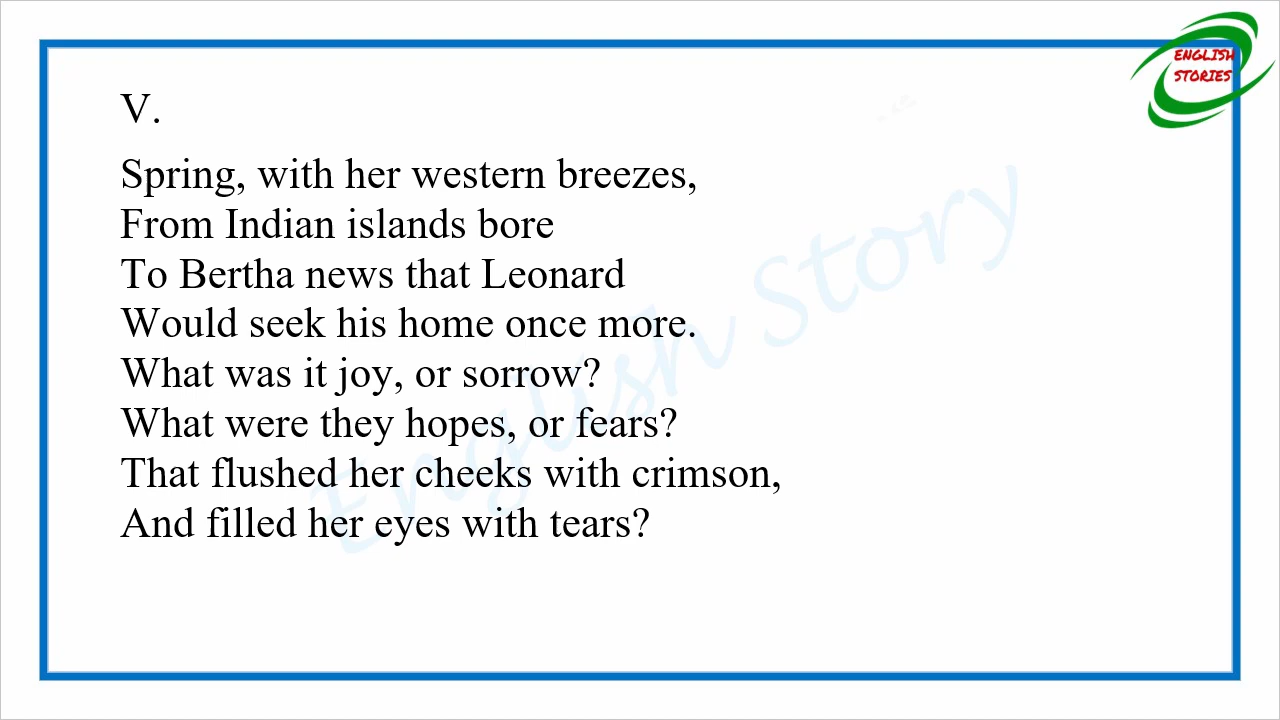 ENGLISH
STORIES
V.
Spring, with her western breezes,
From Indian islands bore
To Bertha news that Leonard
Would seek his home once more.
What was it joy, or sorrow?
What were they hopes, or fears?
That flushed her cheeks with crimson,
And filled her eyes with tears?
English Story